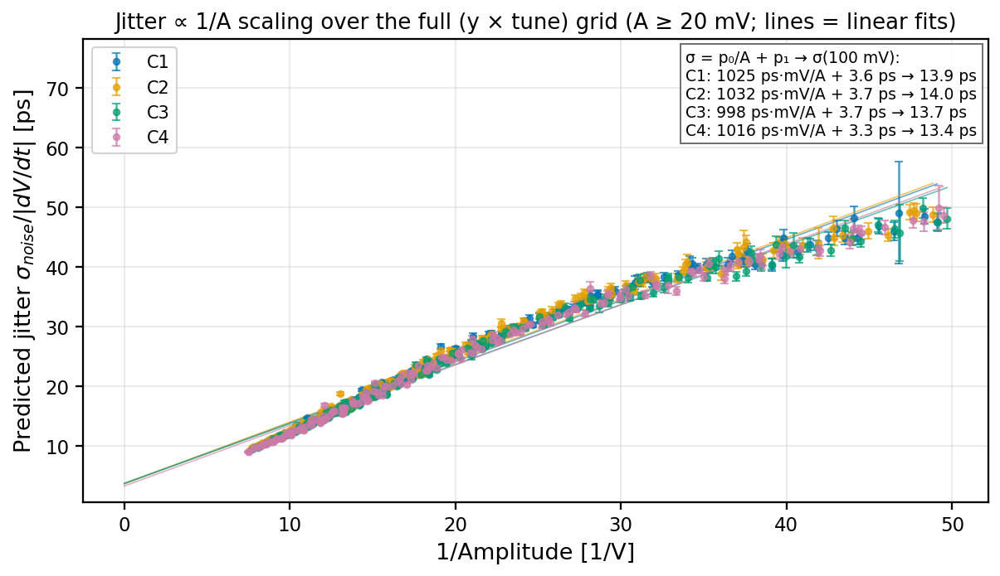 Jitter ∝ 1/A scaling over the full (y × tune) grid (A ≥ 20 mV; lines = linear fits)
C1
C2
C3
C4
σ = p₀/A + p₁ → σ(100 mV):
C1: 1025 ps·mV/A + 3.6 ps → 13.9 ps
C2: 1032 ps·mV/A + 3.7 ps → 14.0 ps
C3: 998 ps·mV/A + 3.7 ps → 13.7 ps
C4: 1016 ps·mV/A + 3.3 ps → 13.4 ps
Predicted jitter σ_noise/|dV/dt| [ps]
70
60
50
40
30
20
10
0 10 20 30 40 50
1/Amplitude [1/V]